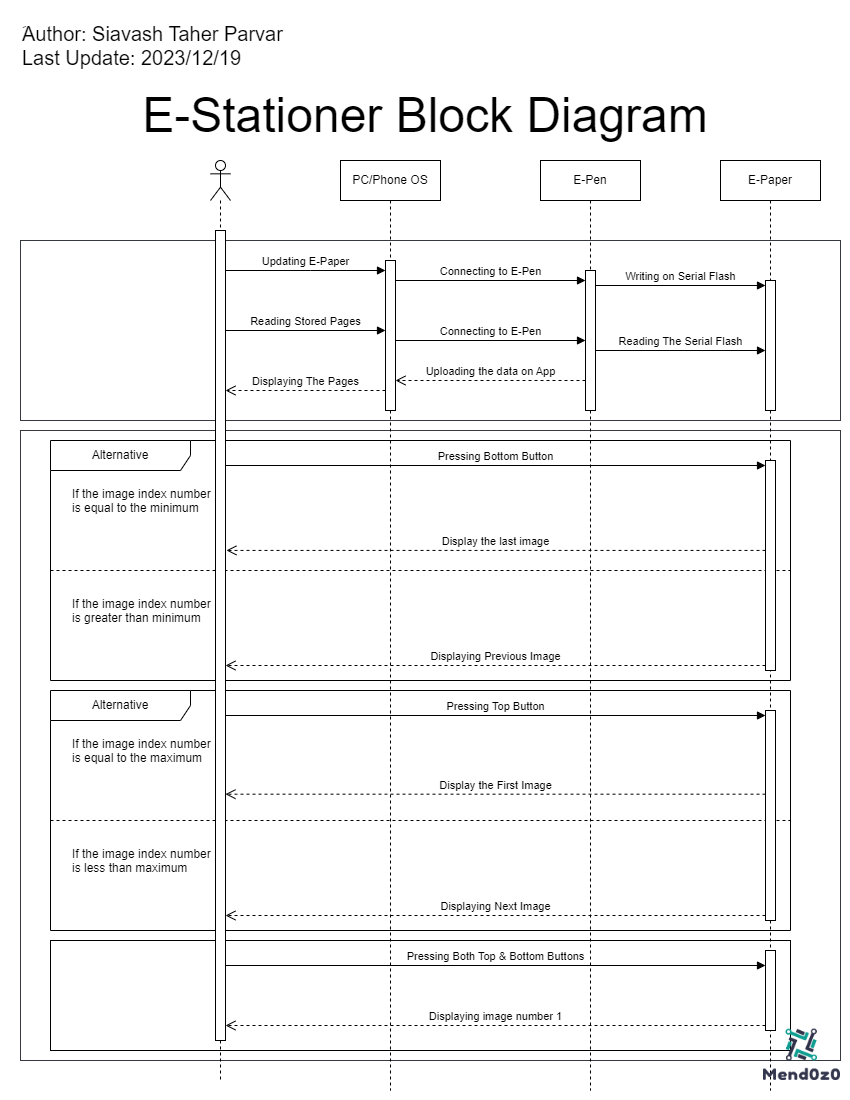 Author: Siavash Taher Parvar
Last Update: 2023/12/19
E-Stationer Block Diagram
PC/Phone OS
E-Pen
E-Paper
Updating E-Paper
Connecting to E-Pen
Writing on Serial Flash
Reading Stored Pages
Connecting to E-Pen
Reading The Serial Flash
Uploading the data on App
Displaying The Pages
Alternative
Pressing Bottom Button
If the image index number
is equal to the minimum
Display the last image
If the image index number
is greater than minimum
Displaying Previous Image
Alternative
Pressing Top Button
If the image index number
is equal to the maximum
Display the First Image
If the image index number
is less than maximum
Displaying Next Image
Pressing Both Top & Bottom Buttons
Displaying image number 1
Mend0z0